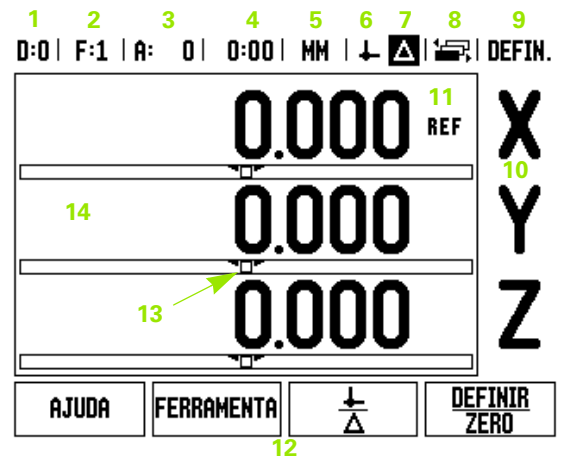 1 2 3 4 5 6 7 8 9
D:0 | F:1 | A: 0 | 0:00 | MM | Δ | DEFIN.
0.000 11 REF X
10
14 0.000 Y
13 0.000 Z
AJUDA FERRAMENTA Δ DEFINIR
ZERO
12